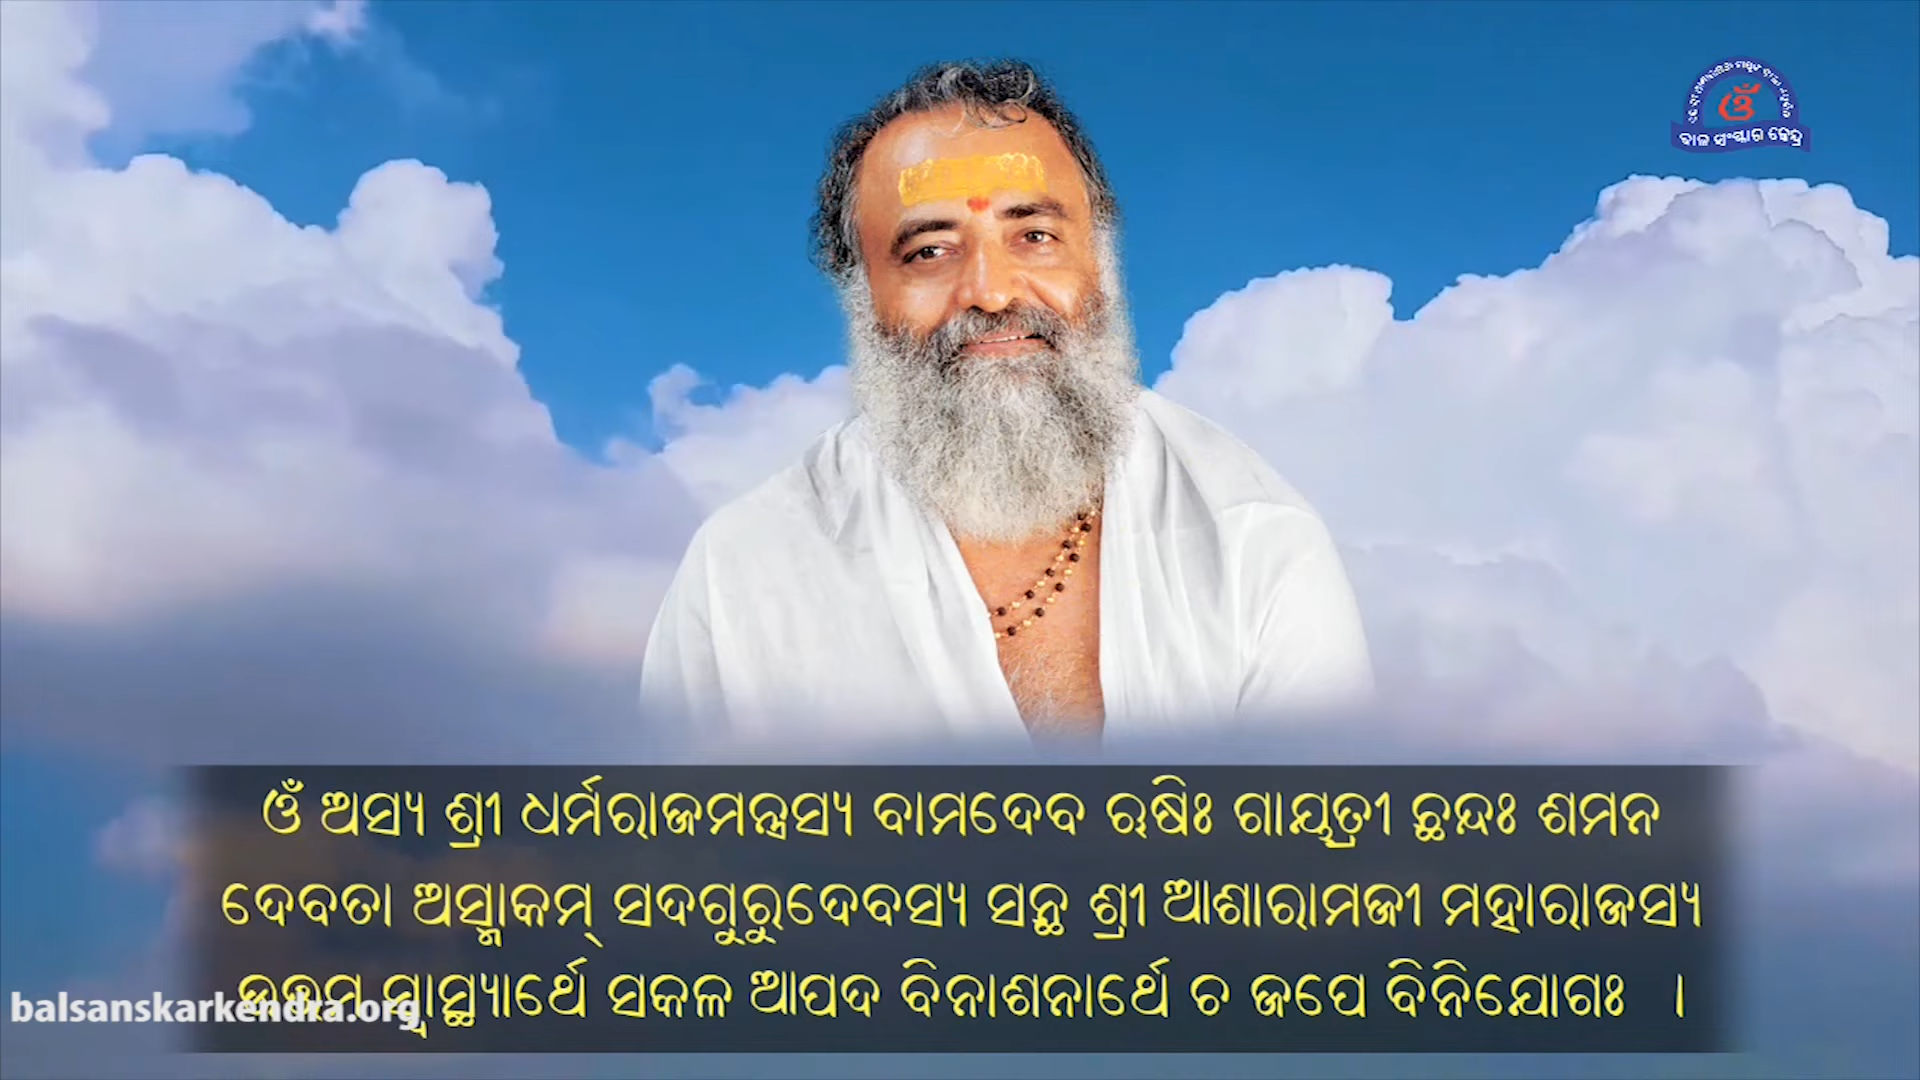 ଓଁ
ବାଳ ସଂସ୍କାର କେନ୍ଦ୍ର
ଓଁ ଅସ୍ୟ ଶ୍ରୀ ଧର୍ମରାଜମନ୍ତ୍ରସ୍ୟ ବାମଦେବ ଋଷିଃ ଗାୟତ୍ରୀ ଛନ୍ଦଃ ଶମନ
ଦେବତା ଅସ୍ମାକମ୍ ସଦଗୁରୁଦେବସ୍ୟ ସନ୍ଥ ଶ୍ରୀ ଆଶାରାମଜୀ ମହାରାଜସ୍ୟ
ଉତ୍ତମ ସ୍ୱାସ୍ଥ୍ୟାର୍ଥେ ସକଳ ଆପଦ ବିନାଶନାର୍ଥେ ଚ ଜପେ ବିନିଯୋଗଃ ।
balsanskarkendra.org